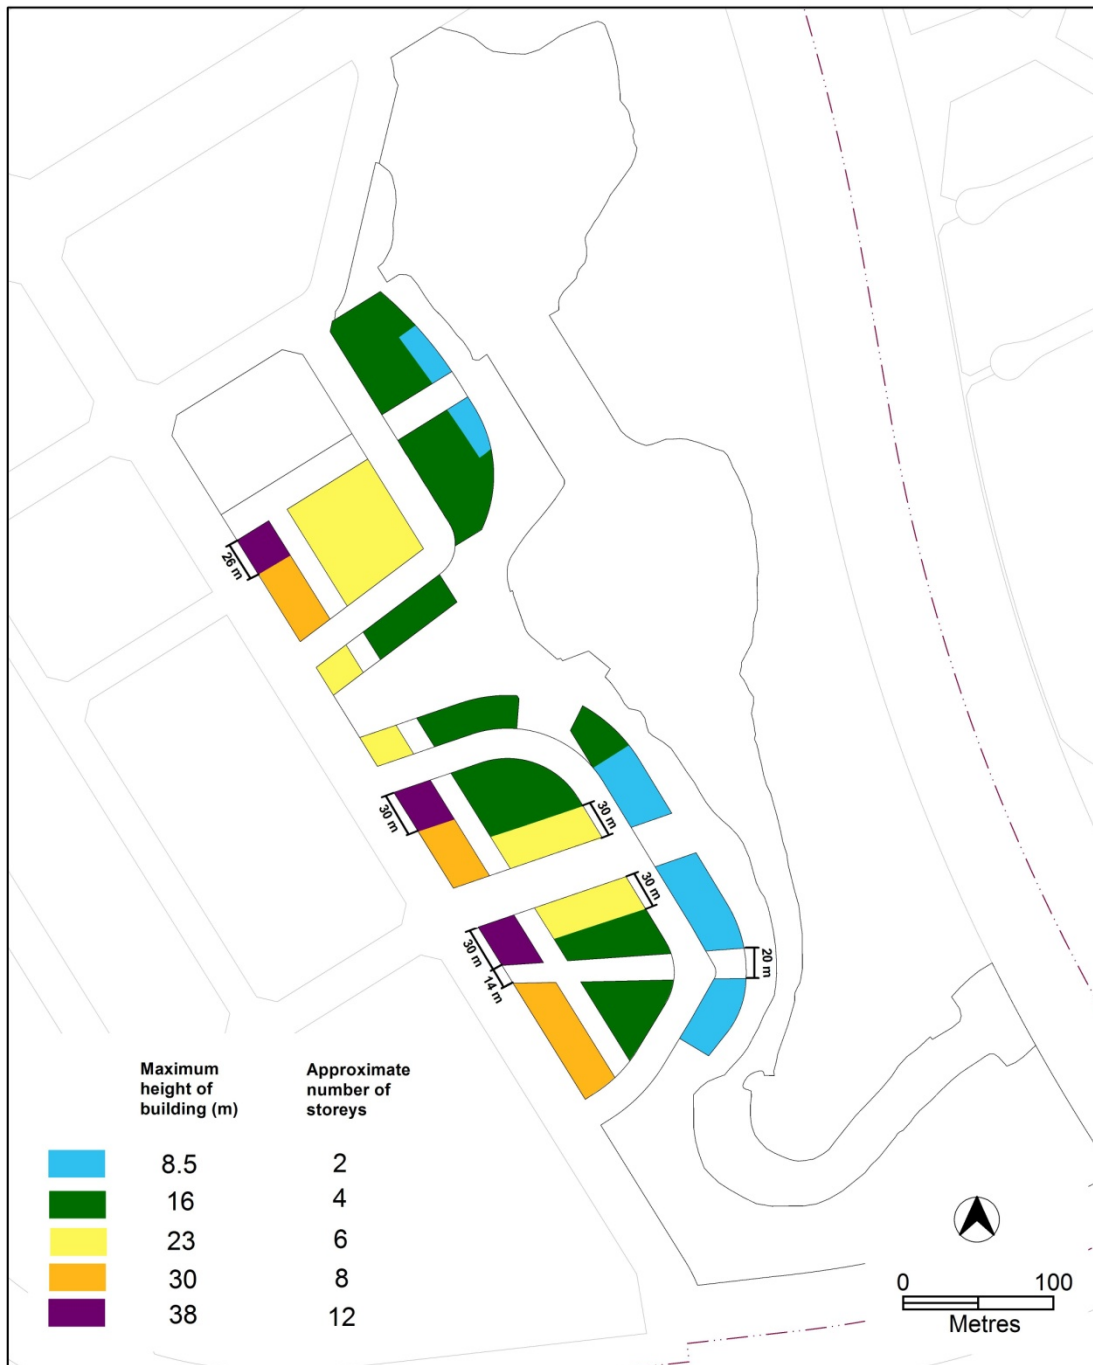 26 m
30 m
30 m
30 m
30 m
14 m
20 m
Maximum
height of
building (m)
Approximate
number of
storeys
8.5
2
16
4
23
6
30
8
38
12
0
100
Metres